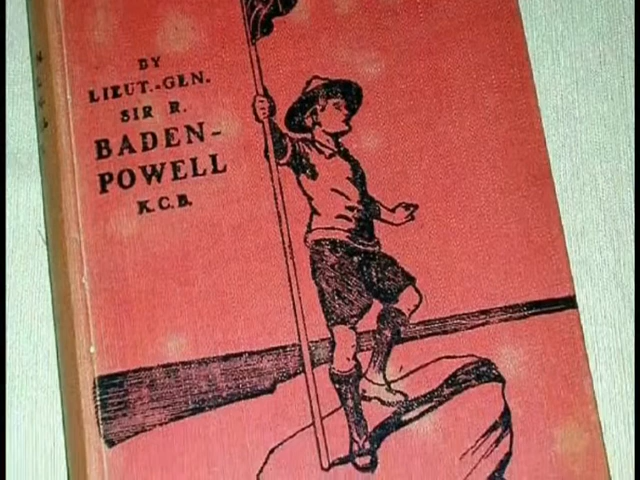 BY
LIEUT.-GEN.
SIR R.
BADEN-
POWELL
K.C.B.